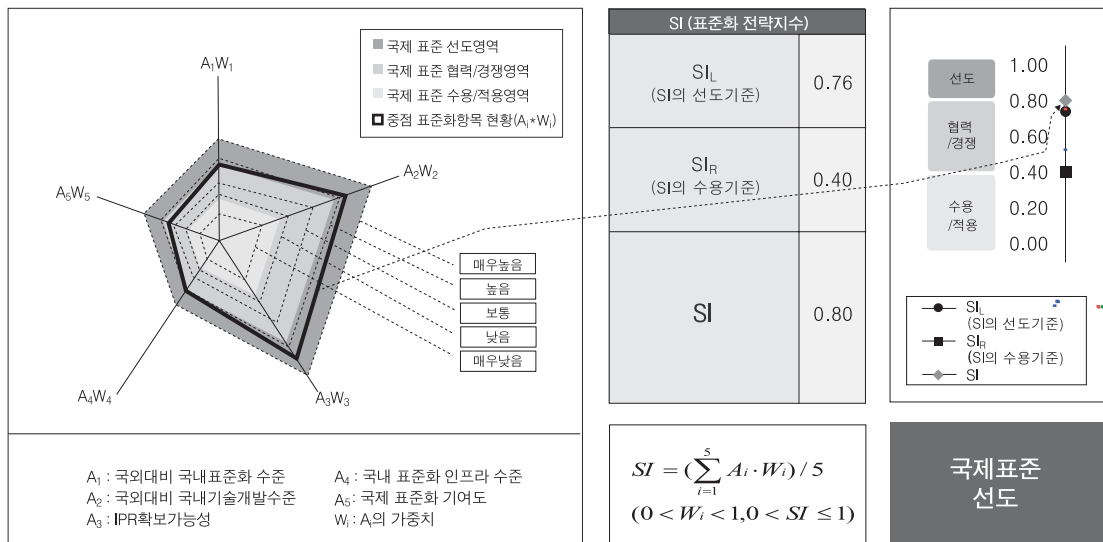 국제 표준 선도영역
국제 표준 협력/경쟁영역
국제 표준 수용/적용영역
중점 표준화항목 현황(Ai*Wi)
A1W1
A2W2
A5W5
A4W4
A3W3
매우높음
높음
보통
낮음
매우낮음
A1 : 국외대비 국내표준화 수준
A2 : 국외대비 국내기술개발수준
A3 : IPR확보가능성
A4 : 국내 표준화 인프라 수준
A5: 국제 표준화 기여도
Wi : Ai의 가중치
SI (표준화 전략지수)
SIL
(SI의 선도기준)
0.76
SIR
(SI의 수용기준)
0.40
SI
0.80
SI = (∑ i=1 5 Ai · Wi) / 5
(0 < Wi < 1,0 < SI ≤ 1)
선도
협력
/경쟁
수용
/적용
1.00
0.80
0.60
0.40
0.20
0.00
SIL
(SI의 선도기준)
SIR
(SI의 수용기준)
SI
국제표준
선도